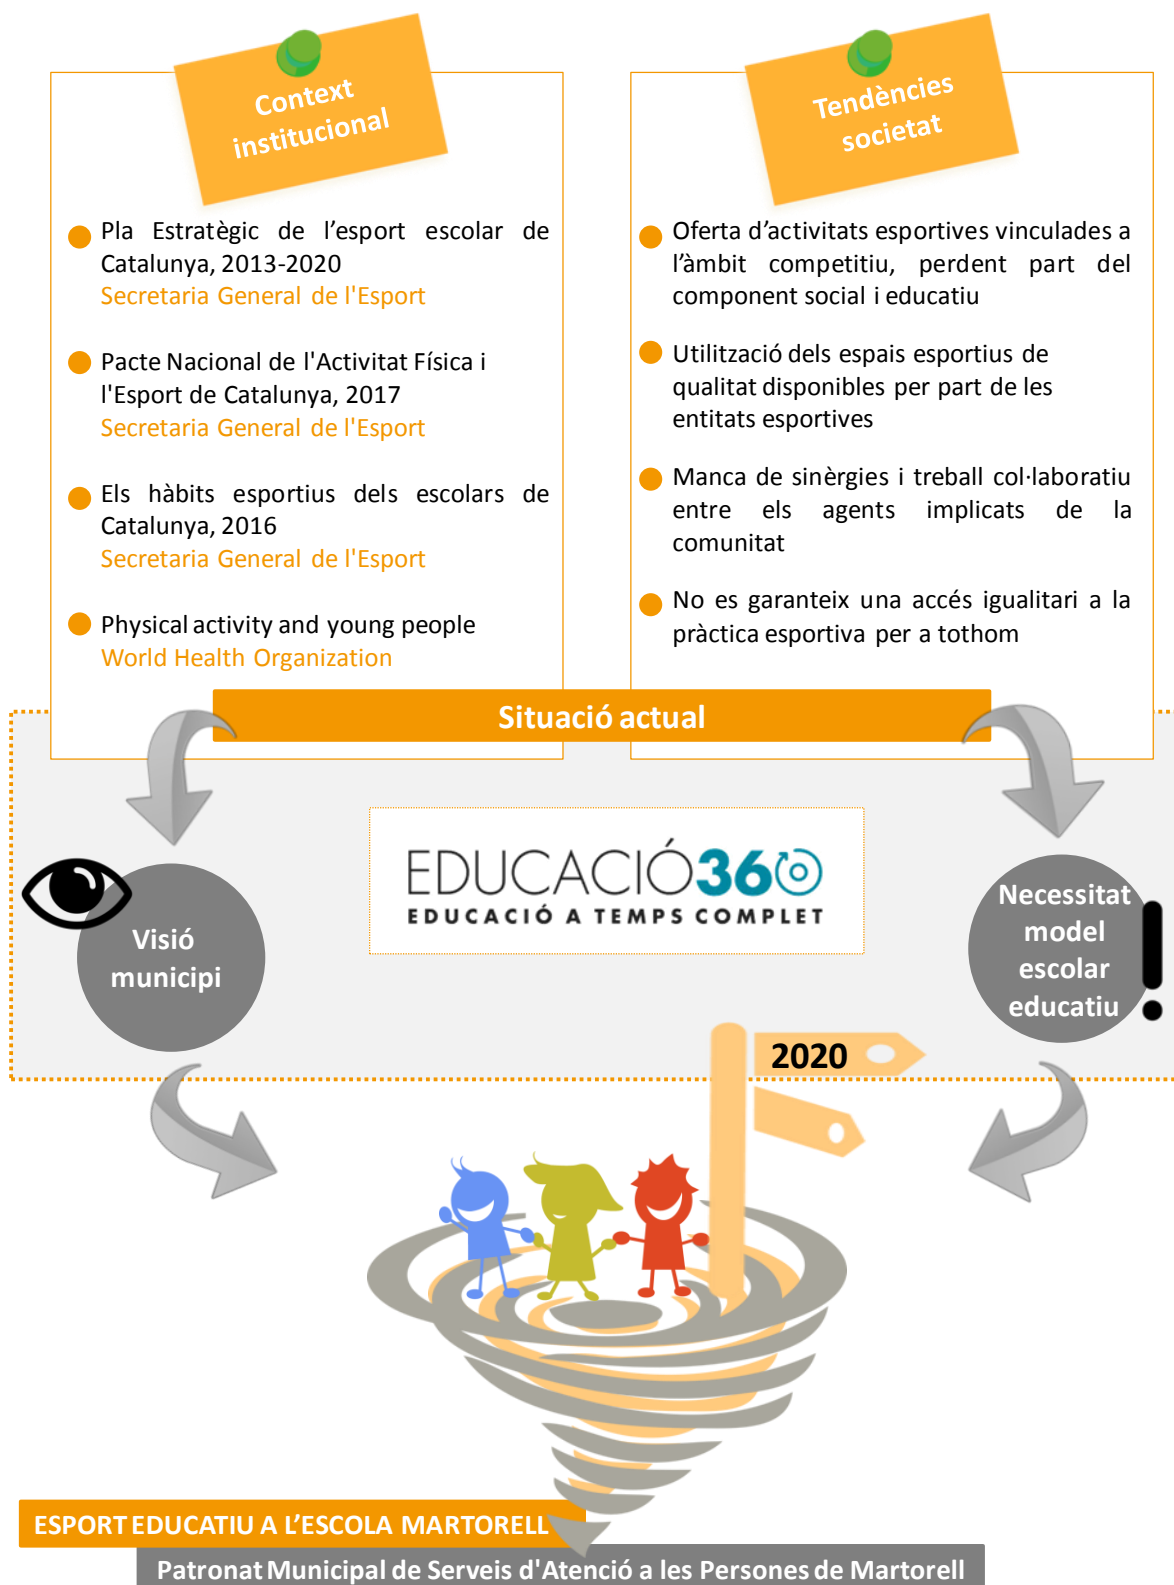 Context
institucional
Pla Estratègic de l’esport escolar de
Catalunya, 2013-2020
Secretaria General de l'Esport
Pacte Nacional de l'Activitat Física i
l'Esport de Catalunya, 2017
Secretaria General de l'Esport
Els hàbits esportius dels escolars de
Catalunya, 2016
Secretaria General de l'Esport
Physical activity and young people
World Health Organization
Tendències
societat
Oferta d’activitats esportives vinculades a
l’àmbit competitiu, perdent part del
component social i educatiu
Utilització dels espais esportius de
qualitat disponibles per part de les
entitats esportives
Manca de sinèrgies i treball col·laboratiu
entre els agents implicats de la
comunitat
No es garanteix una accés igualitari a la
pràctica esportiva per a tothom
Situació actual
EDUCACIÓ360
EDUCACIÓ A TEMPS COMPLET
Visió
municipi
Necessitat
model
escolar
educatiu
2020
ESPORT EDUCATIU A L’ESCOLA MARTORELL
Patronat Municipal de Serveis d'Atenció a les Persones de Martorell